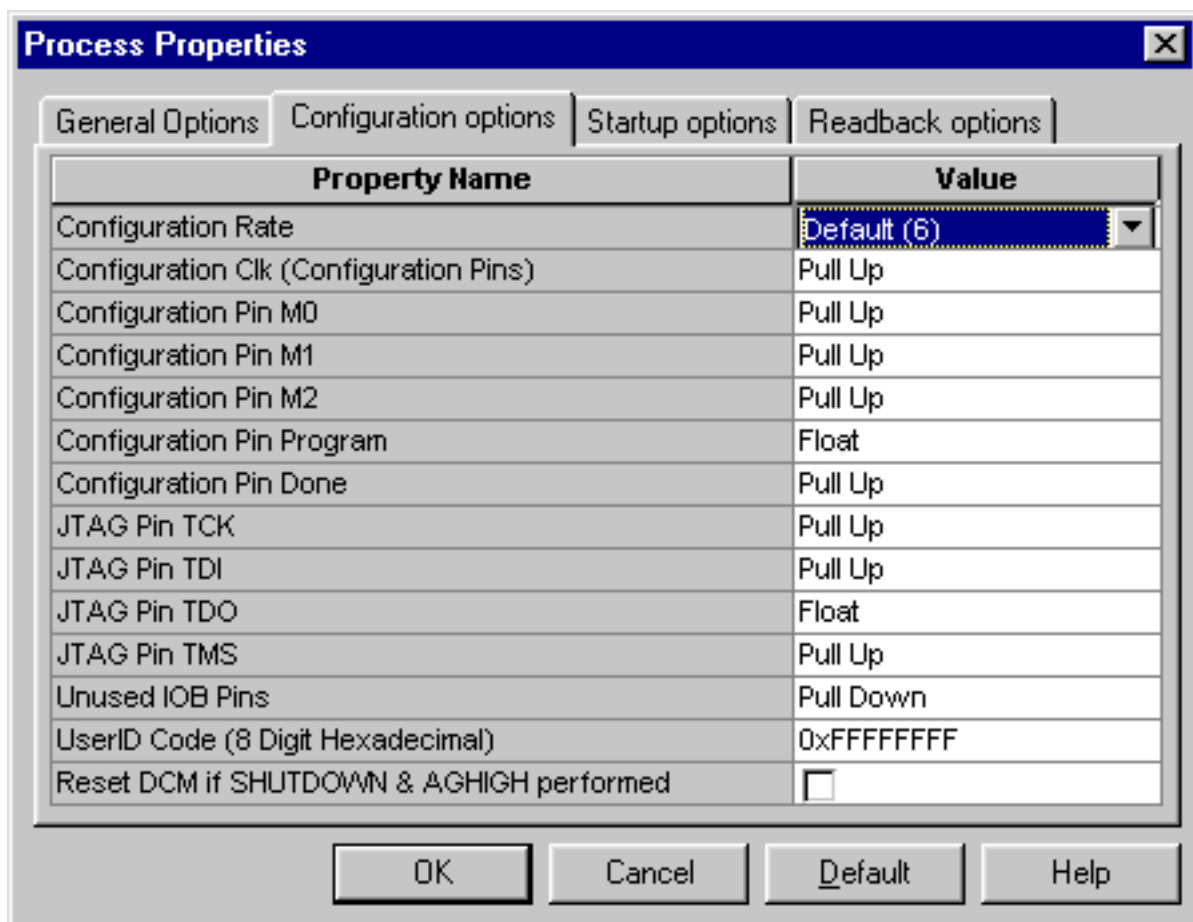 Process Properties
General Options Configuration options Startup options Readback options
Property Name Value
Configuration Rate Default (6)
Configuration Clk (Configuration Pins) Pull Up
Configuration Pin M0 Pull Up
Configuration Pin M1 Pull Up
Configuration Pin M2 Pull Up
Configuration Pin Program Float
Configuration Pin Done Pull Up
JTAG Pin TCK Pull Up
JTAG Pin TDI Pull Up
JTAG Pin TDO Float
JTAG Pin TMS Pull Up
Unused IOB Pins Pull Down
UserID Code (8 Digit Hexadecimal) 0xFFFFFFFF
Reset DCM if SHUTDOWN & AGHIGH performed
OK Cancel Default Help